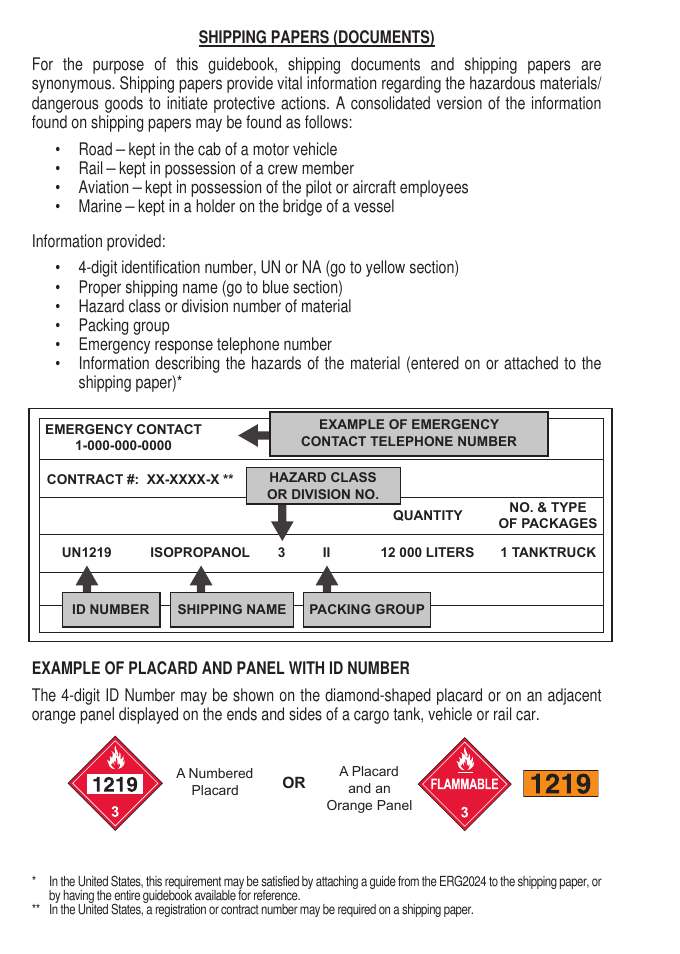 SHIPPING PAPERS (DOCUMENTS)
For the purpose of this guidebook, shipping documents and shipping papers are
synonymous. Shipping papers provide vital information regarding the hazardous materials/
dangerous goods to initiate protective actions. A consolidated version of the information
found on shipping papers may be found as follows:
• Road – kept in the cab of a motor vehicle
• Rail – kept in possession of a crew member
• Aviation – kept in possession of the pilot or aircraft employees
• Marine – kept in a holder on the bridge of a vessel
Information provided:
• 4-digit identification number, UN or NA (go to yellow section)
• Proper shipping name (go to blue section)
• Hazard class or division number of material
• Packing group
• Emergency response telephone number
• Information describing the hazards of the material (entered on or attached to the
shipping paper)*
EMERGENCY CONTACT
1-000-000-0000
EXAMPLE OF EMERGENCY
CONTACT TELEPHONE NUMBER
CONTRACT #: XX-XXXX-X **
HAZARD CLASS
OR DIVISION NO.
QUANTITY
NO. & TYPE
OF PACKAGES
UN1219 ISOPROPANOL 3 II 12 000 LITERS 1 TANKTRUCK
ID NUMBER SHIPPING NAME PACKING GROUP
EXAMPLE OF PLACARD AND PANEL WITH ID NUMBER
The 4-digit ID Number may be shown on the diamond-shaped placard or on an adjacent
orange panel displayed on the ends and sides of a cargo tank, vehicle or rail car.
1219
3
A Numbered
Placard
OR
A Placard
and an
Orange Panel
FLAMMABLE
3
1219
* In the United States, this requirement may be satisfied by attaching a guide from the ERG2024 to the shipping paper, or
by having the entire guidebook available for reference.
** In the United States, a registration or contract number may be required on a shipping paper.